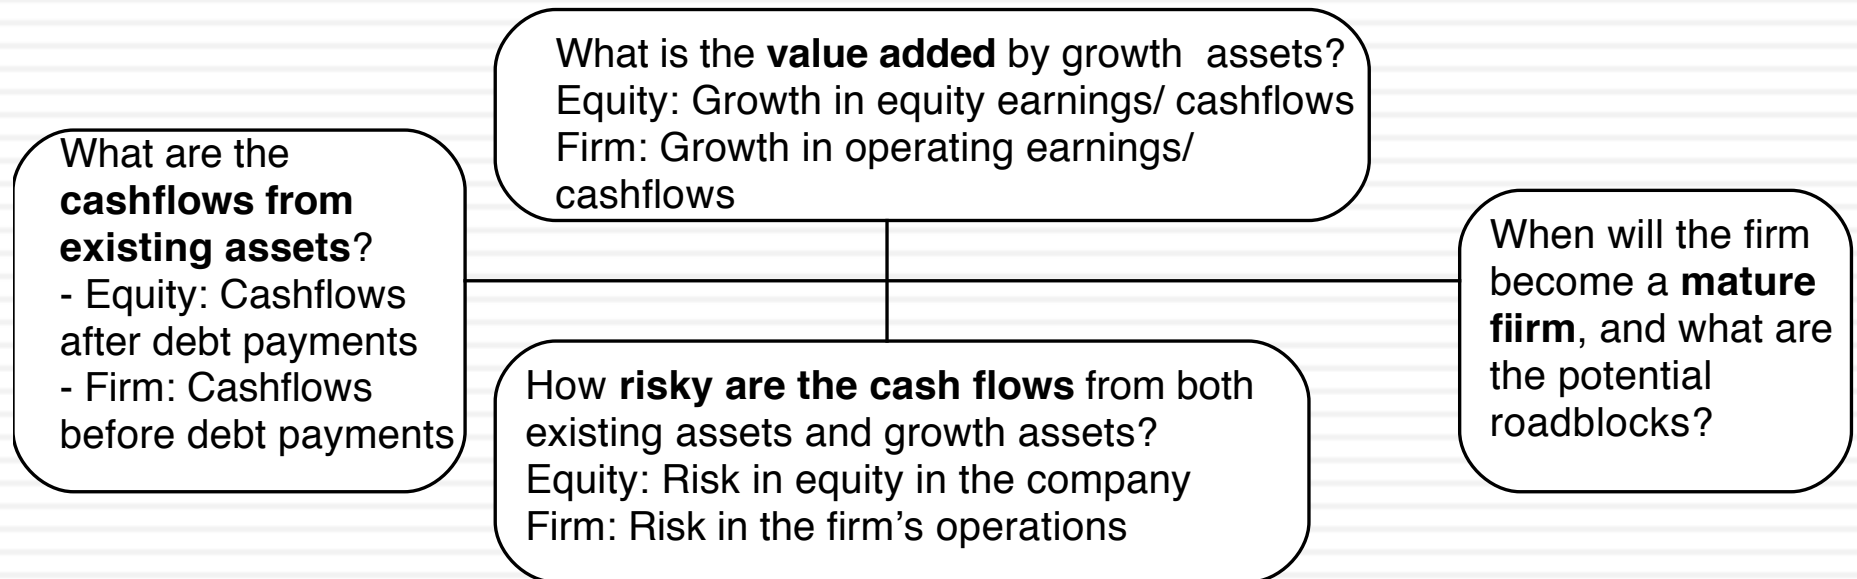 What is the value added by growth  assets?
Equity: Growth in equity earnings/ cashflows
Firm: Growth in operating earnings/
cashflows
What are the
cashflows from
existing assets?
- Equity: Cashflows
after debt payments
- Firm: Cashflows
before debt payments
How risky are the cash flows from both
existing assets and growth assets?
Equity: Risk in equity in the company
Firm: Risk in the firm’s operations
When will the firm
become a mature
fiirm, and what are
the potential
roadblocks?